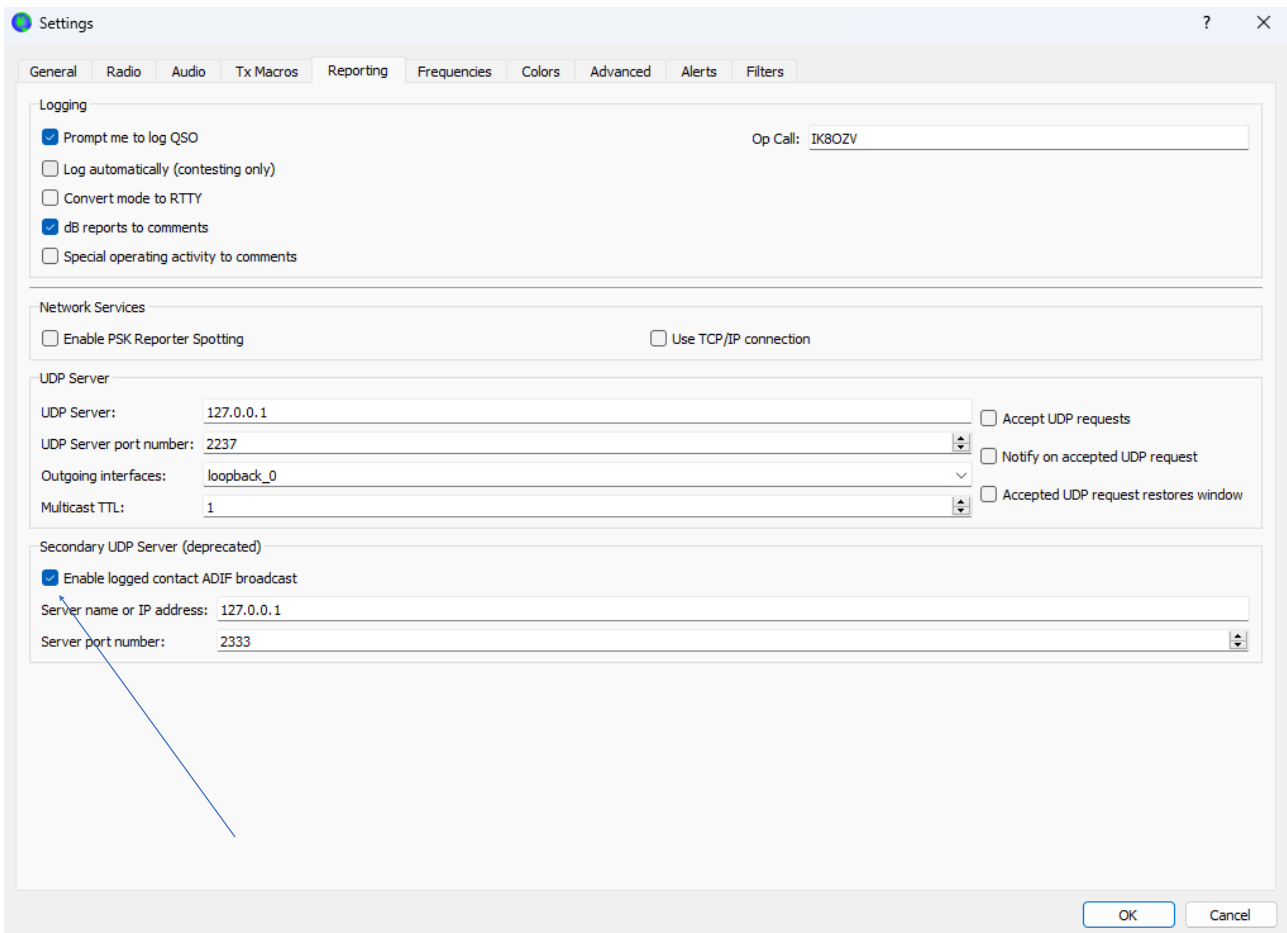 Settings
?
General Radio Audio Tx Macros Reporting Frequencies Colors Advanced Alerts Filters
Logging
Prompt me to log QSO
Op Call: IK8OZV
Log automatically (contesting only)
Convert mode to RTTY
dB reports to comments
Special operating activity to comments
Network Services
Enable PSK Reporter Spotting
Use TCP/IP connection
UDP Server
UDP Server: 127.0.0.1
Accept UDP requests
UDP Server port number: 2237
Notify on accepted UDP request
Outgoing interfaces: loopback_0
Accepted UDP request restores window
Multicast TTL: 1
Secondary UDP Server (deprecated)
Enable logged contact ADIF broadcast
Server name or IP address: 127.0.0.1
Server port number: 2333
OK Cancel